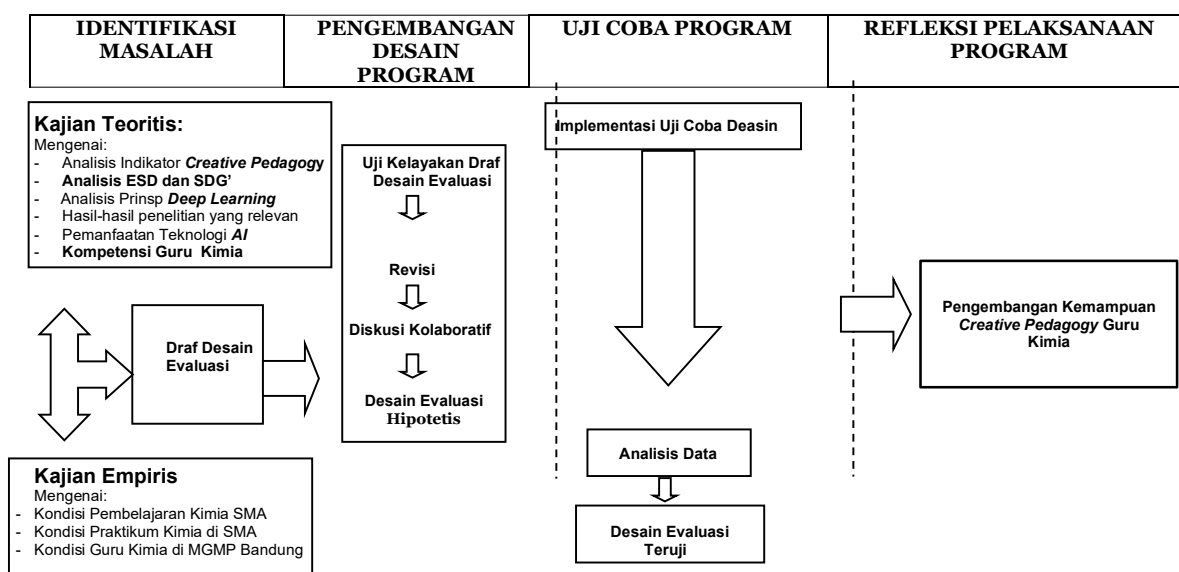 IDENTIFIKASI
MASALAH
PENGEMBANGAN
DESAIN
PROGRAM
UJI COBA PROGRAM
REFLEKSI PELAKSANAAN
PROGRAM
Kajian Teoritis:
Mengenai:
- Analisis Indikator Creative Pedagogy
- Analisis ESD dan SDG'
- Analisis Prinsp Deep Learning
- Hasil-hasil penelitian yang relevan
- Pemanfaatan Teknologi AI
- Kompetensi Guru Kimia
Draf Desain
Evaluasi
Kajian Empiris
Mengenai:
- Kondisi Pembelajaran Kimia SMA
- Kondisi Praktikum Kimia di SMA
- Kondisi Guru Kimia di MGMP Bandung
Uji Kelayakan Draf
Desain Evaluasi
Revisi
Diskusi Kolaboratif
Desain Evaluasi
Hipotetis
Implementasi Uji Coba Deasin
Analisis Data
Desain Evaluasi
Teruji
Pengembangan Kemampuan
Creative Pedagogy Guru
Kimia